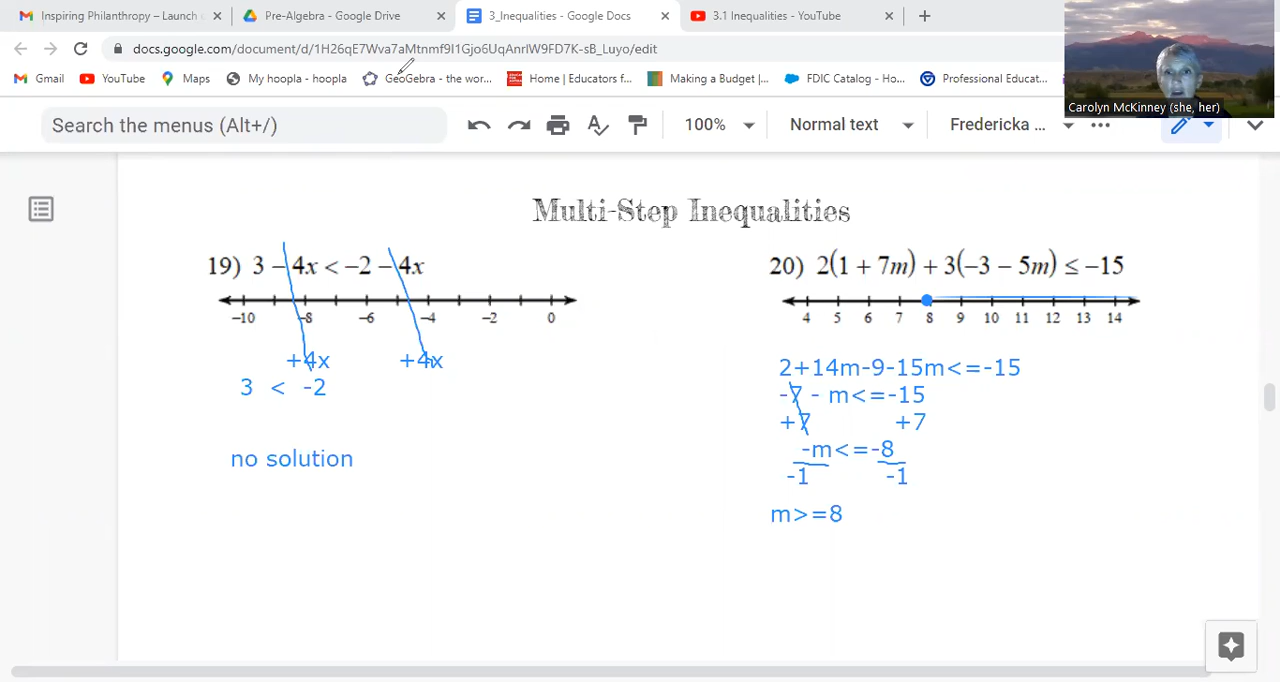 Inspiring Philanthropy – Launch
Pre-Algebra - Google Drive
3_Inequalities - Google Docs
3.1 Inequalities - YouTube
docs.google.com/document/d/1H26qE7Wva7aMtnmf9I1Gjo6UqAnrIW9FD7K-sB_Luyo/edit
Gmail
YouTube
Maps
My hoopla - hoopla
GeoGebra - the wor...
Home | Educators f...
Making a Budget |...
FDIC Catalog - Ho...
Professional Educat...
Carolyn McKinney (she, her)
Search the menus (Alt+/)
100%
Normal text
Fredericka ...
Multi-Step Inequalities
19) 3 − 4x < −2 − 4x
−10 −8 −6 −4 −2 0
+4x +4x
3 < -2
no solution
20) 2(1 + 7m) + 3(−3 − 5m) ≤ −15
4 5 6 7 8 9 10 11 12 13 14
2+14m-9-15m<=-15
-7 - m<=-15
+7 +7
-m<=-8
-1 -1
m>=8